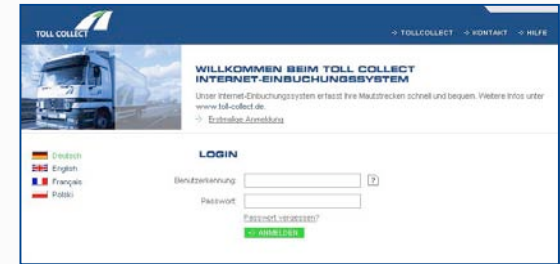 TOLL COLLECT
TOLLCOLLECT KONTAKT HILFE
WILLKOMMEN BEIM TOLL COLLECT
INTERNET-EINBUCHUNGSSYSTEM
Unser Internet-Einbuchungssystem erfasst Ihre Mautstrecken schnell und bequem. Weitere Infos unter
www.toll-collect.de.
Erstmalige Anmeldung
LOGIN
Deutsch
English
Français
Polski
Benutzerkennung: ?
Passwort:
Passwort vergessen?
ANMELDEN